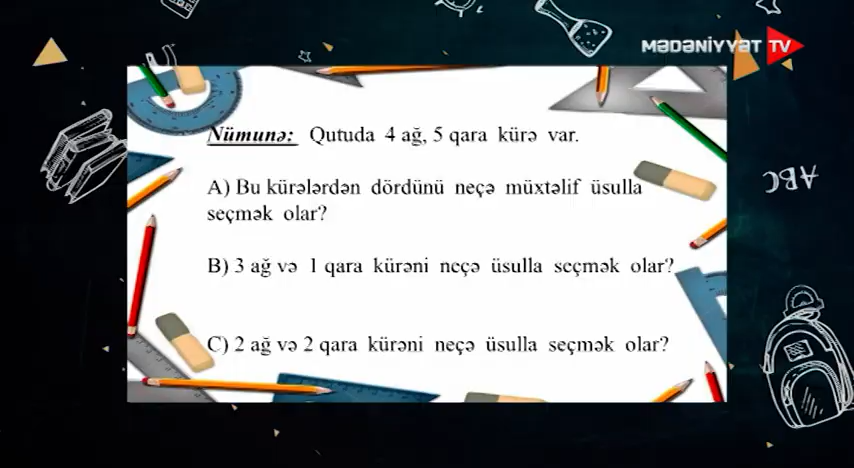 MƏDƏNİYYƏT TV
Nümunə: Qutuda 4 ağ, 5 qara kürə var.
A) Bu kürələrdən dördünü neçə müxtəlif üsulla
seçmək olar?
B) 3 ağ və 1 qara kürəni neçə üsulla seçmək olar?
C) 2 ağ və 2 qara kürəni neçə üsulla seçmək olar?
ABC